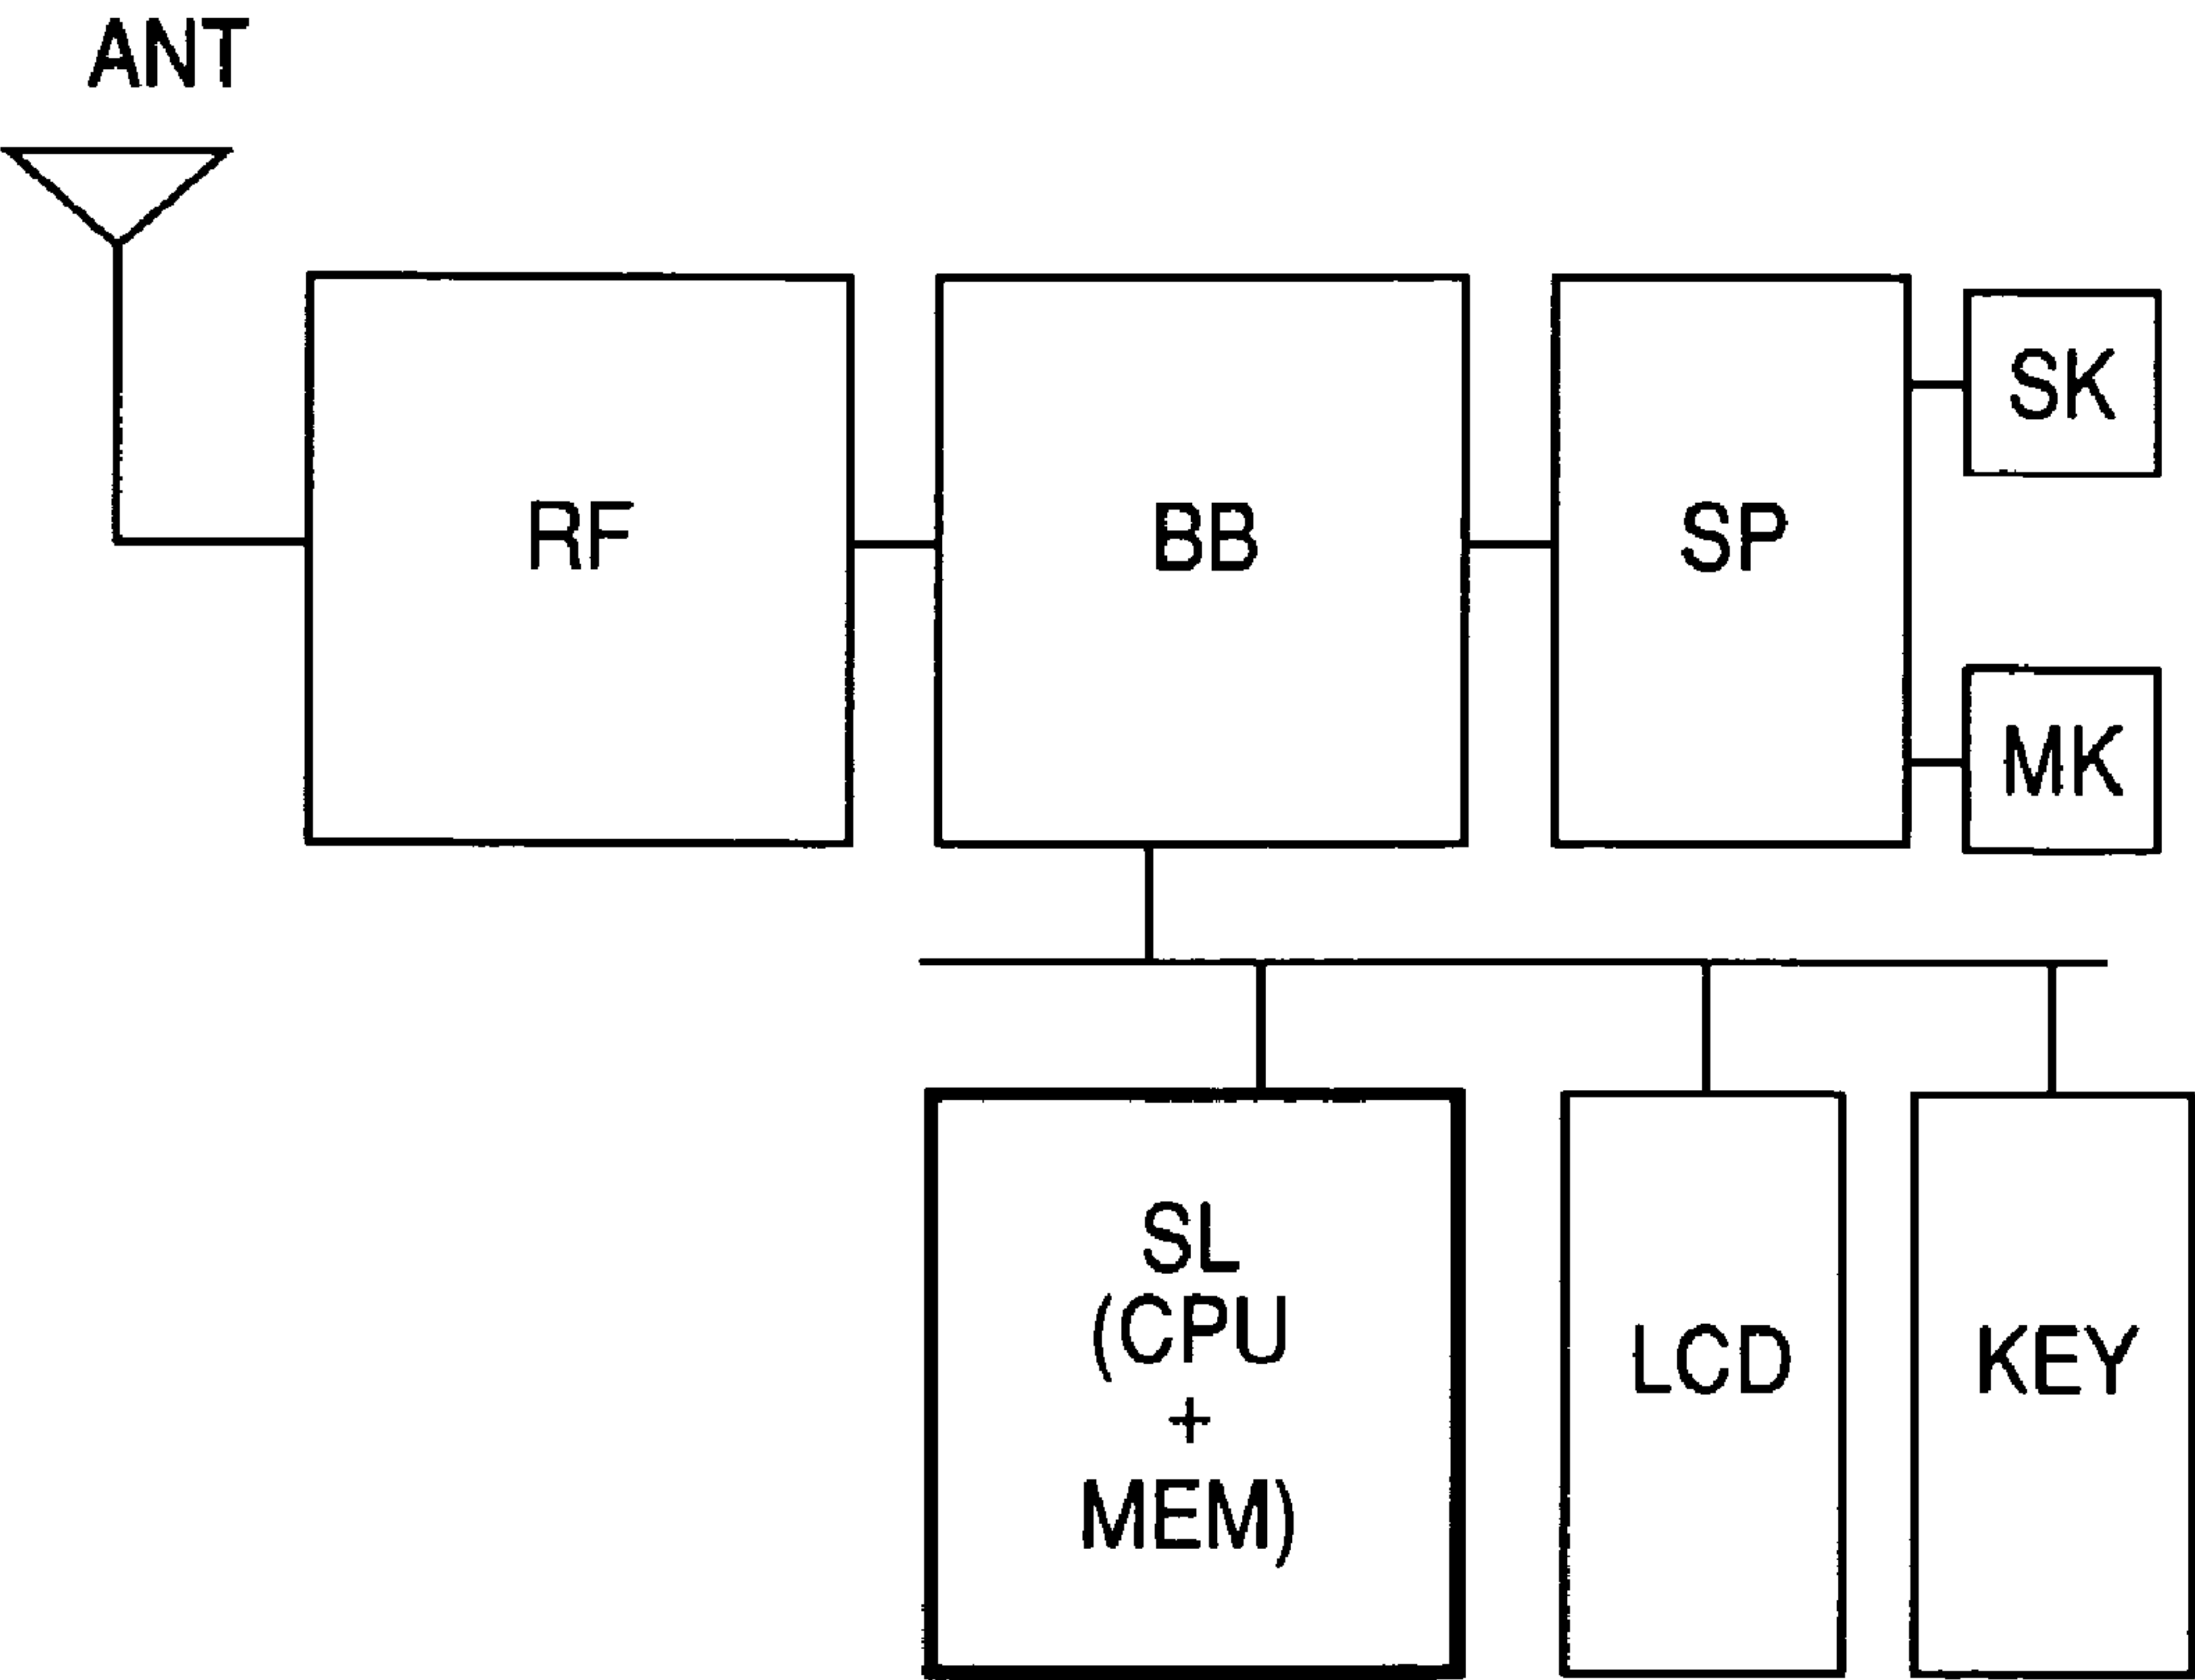 ANT
RF
BB
SP
SK
MK
SL
(CPU
+
MEM)
LCD
KEY